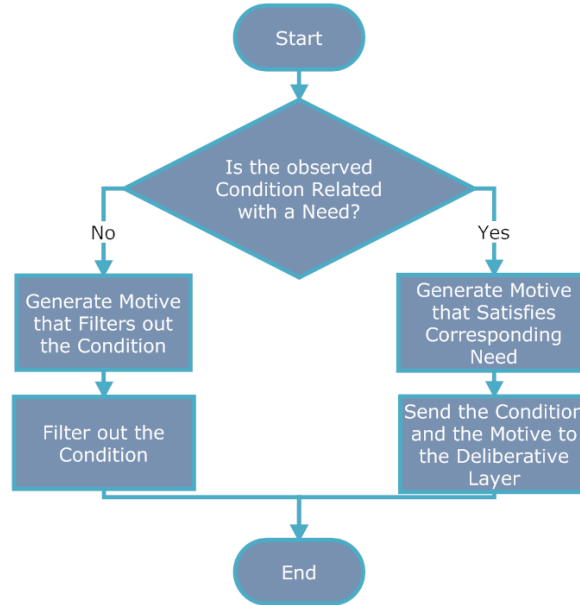 Start
Is the observed
Condition Related
with a Need?
No
Yes
Generate Motive
that Filters out
the Condition
Generate Motive
that Satisfies
Corresponding
Need
Filter out the
Condition
Send the Condition
and the Motive to
the Deliberative
Layer
End